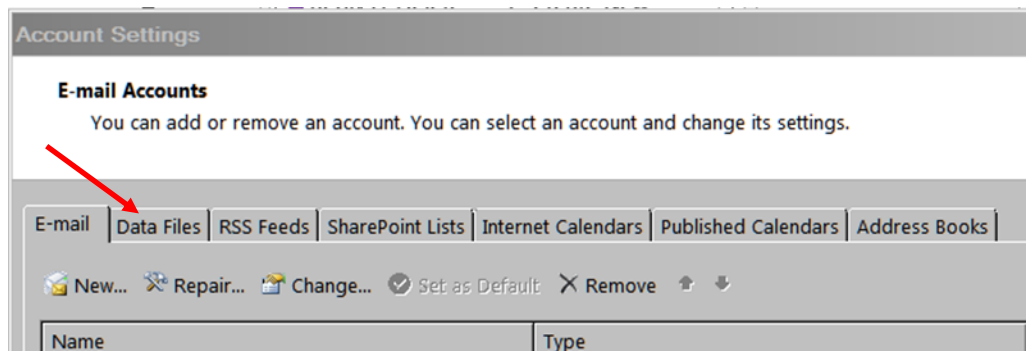 Account Settings
E-mail Accounts
You can add or remove an account. You can select an account and change its settings.
E-mail Data Files RSS Feeds SharePoint Lists Internet Calendars Published Calendars Address Books
New... Repair... Change... Set as Default Remove
Name Type